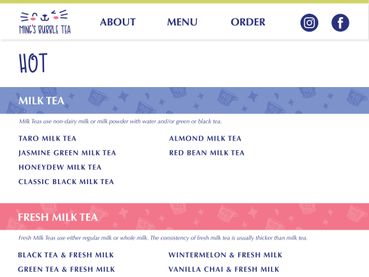 MING'S BUBBLE TEA
ABOUT MENU ORDER
HOT
MILK TEA
Milk Teas use non-dairy milk or milk powder with water and/or green or black tea.
TARO MILK TEA ALMOND MILK TEA
JASMINE GREEN MILK TEA RED BEAN MILK TEA
HONEYDEW MILK TEA
CLASSIC BLACK MILK TEA
FRESH MILK TEA
Fresh Milk Teas use either regular milk or whole milk. The consistency of fresh milk tea is usually thicker than milk tea.
BLACK TEA & FRESH MILK WINTERMELON & FRESH MILK
GREEN TEA & FRESH MILK VANILLA CHAI & FRESH MILK